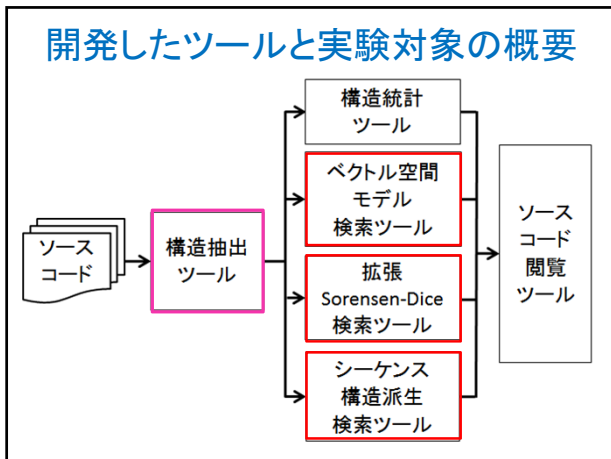 開発したツールと実験対象の概要
構造統計
ツール
ベクトル空間
モデル
検索ツール
ソース
コード
構造抽出
ツール
拡張
Sorensen-Dice
検索ツール
シーケンス
構造派生
検索ツール
ソース
コード
閲覧
ツール